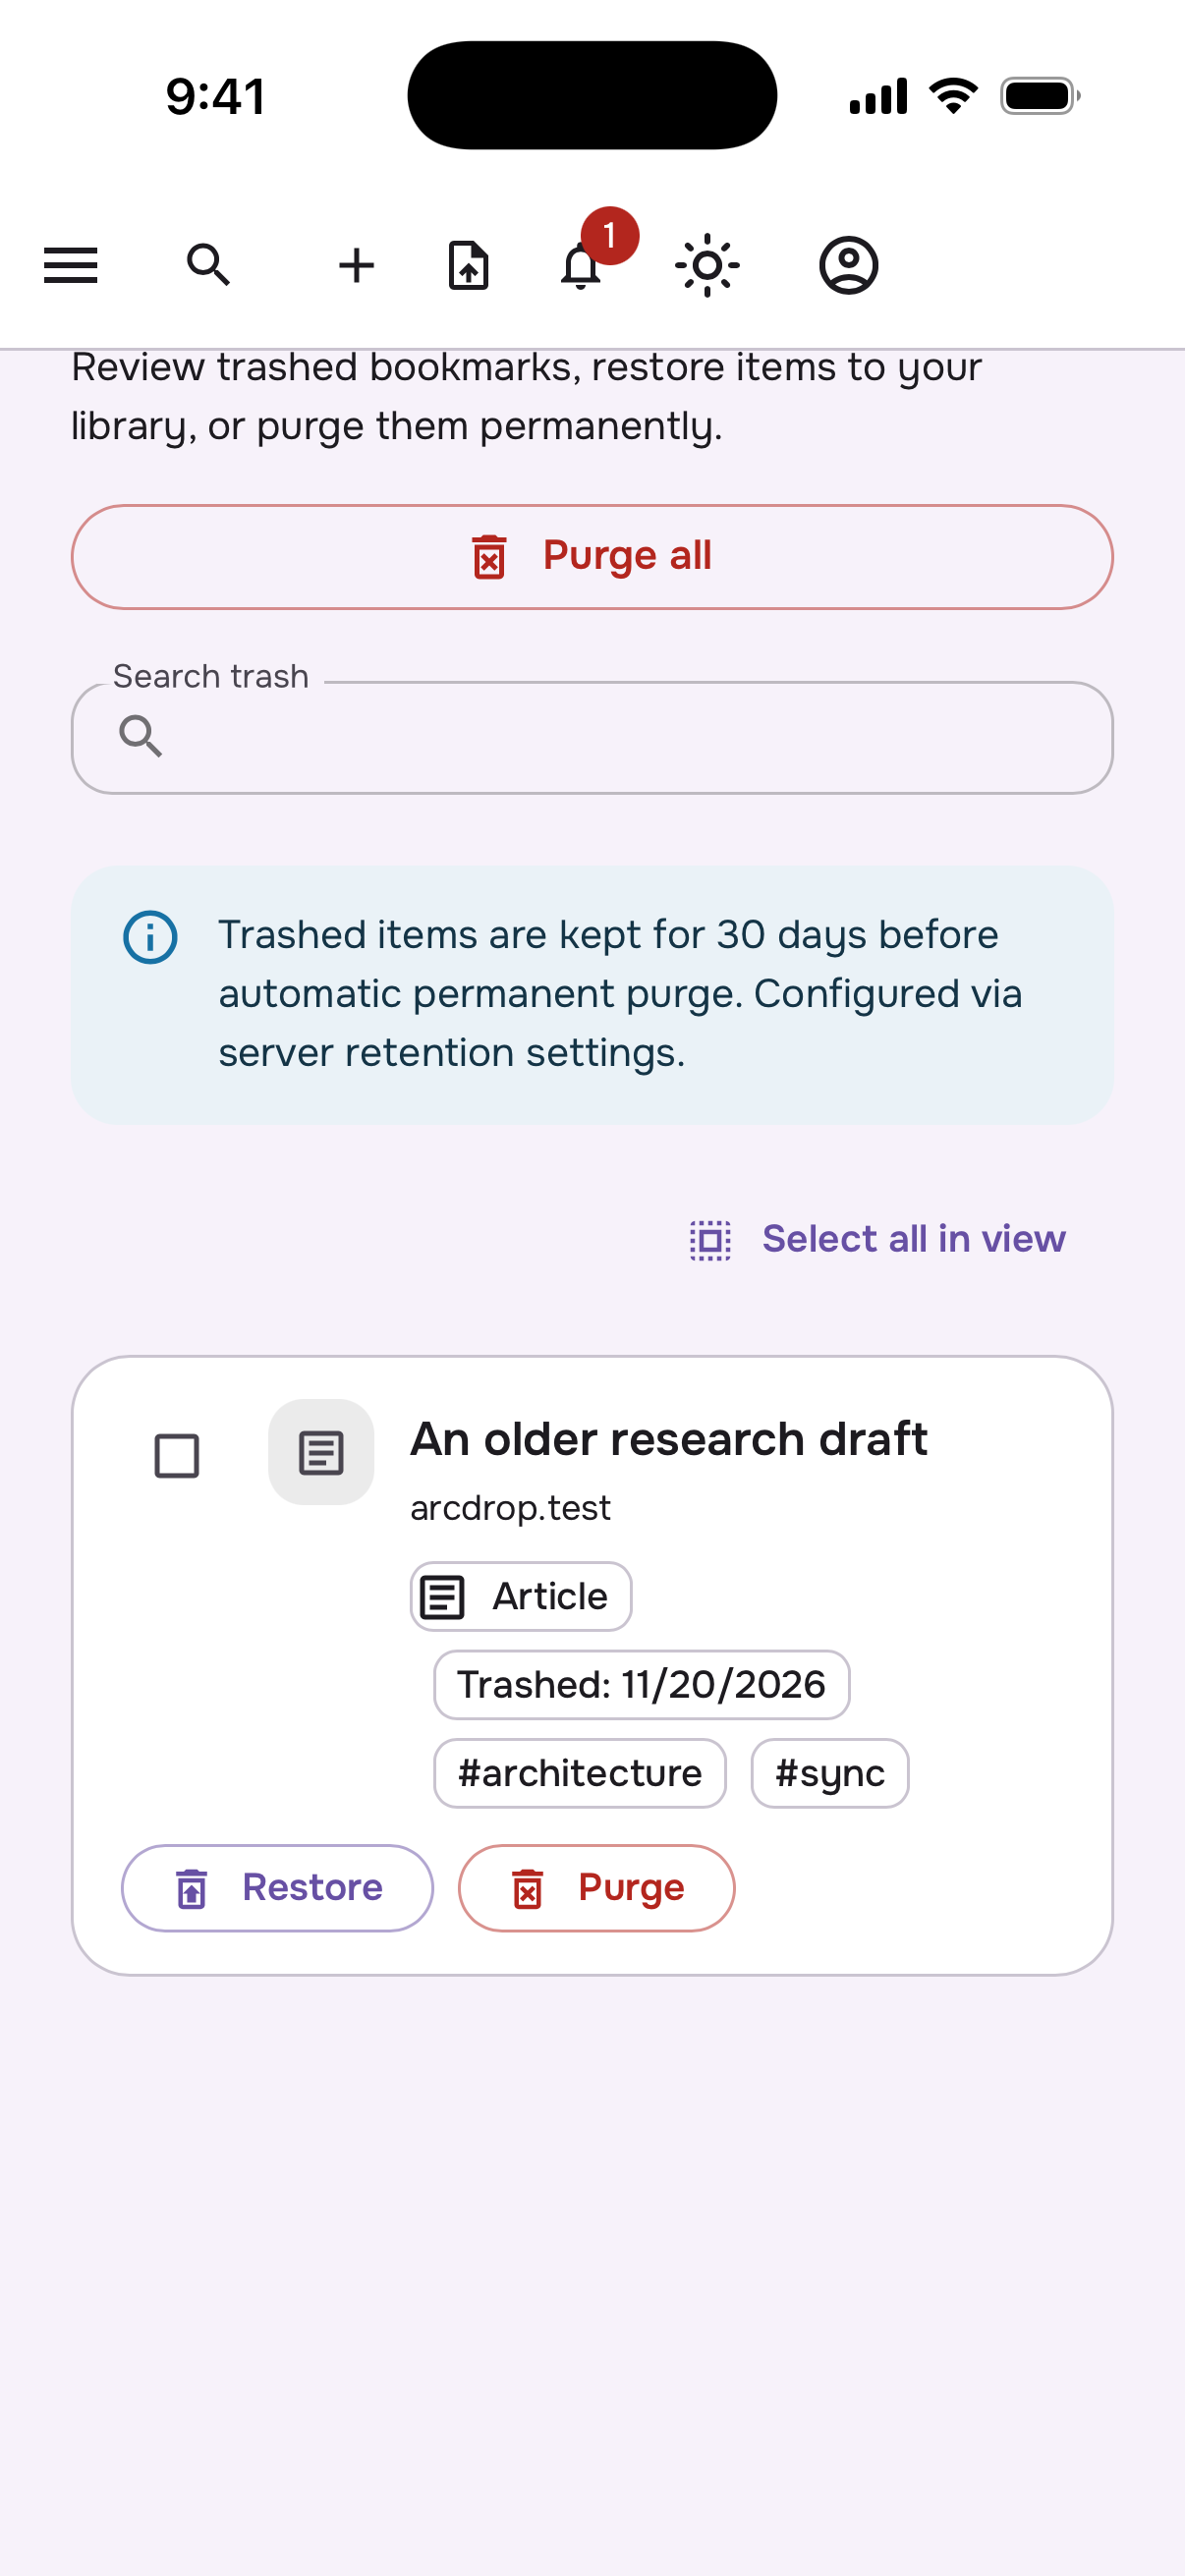 9:41
1
Review trashed bookmarks, restore items to your
library, or purge them permanently.
Purge all
Search trash
Trashed items are kept for 30 days before
automatic permanent purge. Configured via
server retention settings.
Select all in view
An older research draft
arcdrop.test
Article
Trashed: 11/20/2026
#architecture #sync
Restore Purge